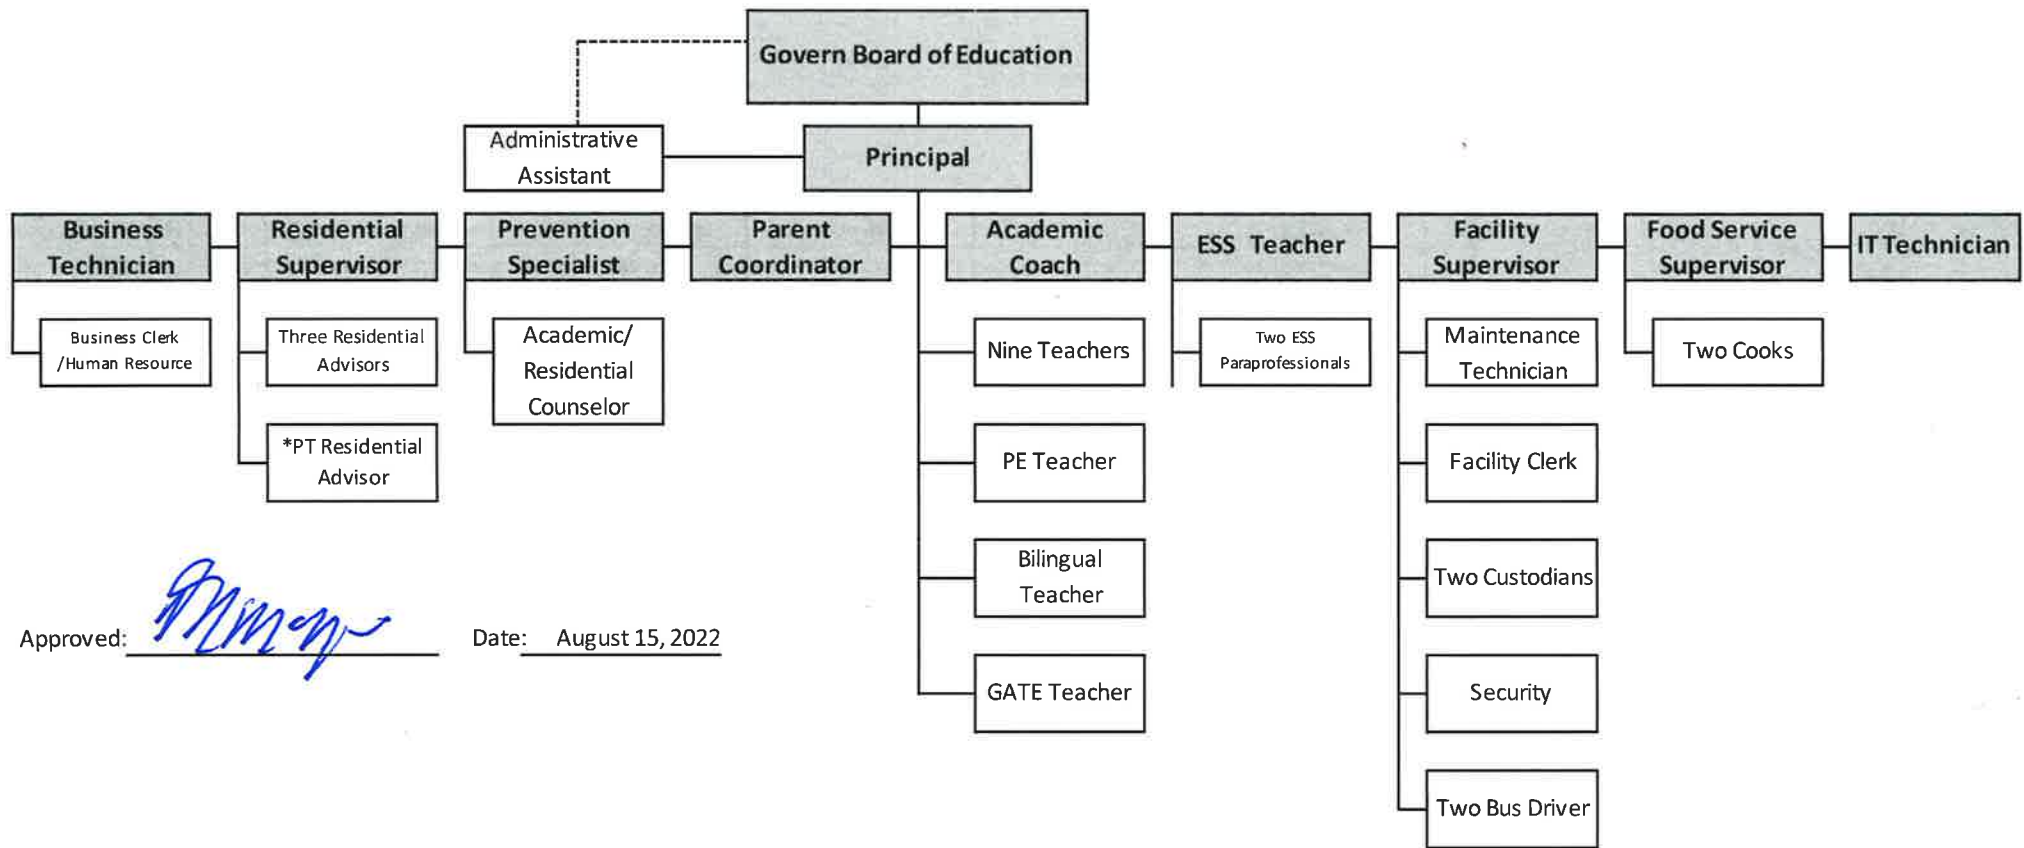 Govern Board of Education
Administrative
Assistant
Principal
Business
Technician
Residential
Supervisor
Prevention
Specialist
Parent
Coordinator
Academic
Coach
ESS Teacher
Facility
Supervisor
Food Service
Supervisor
IT Technician
Business Clerk
/Human Resource
Three Residential
Advisors
Academic/
Residential
Counselor
Nine Teachers
Two ESS
Paraprofessionals
Maintenance
Technician
Two Cooks
*PT Residential
Advisor
PE Teacher
Facility Clerk
Bilingual
Teacher
Two Custodians
Approved:
Date: August 15, 2022
GATE Teacher
Security
Two Bus Driver